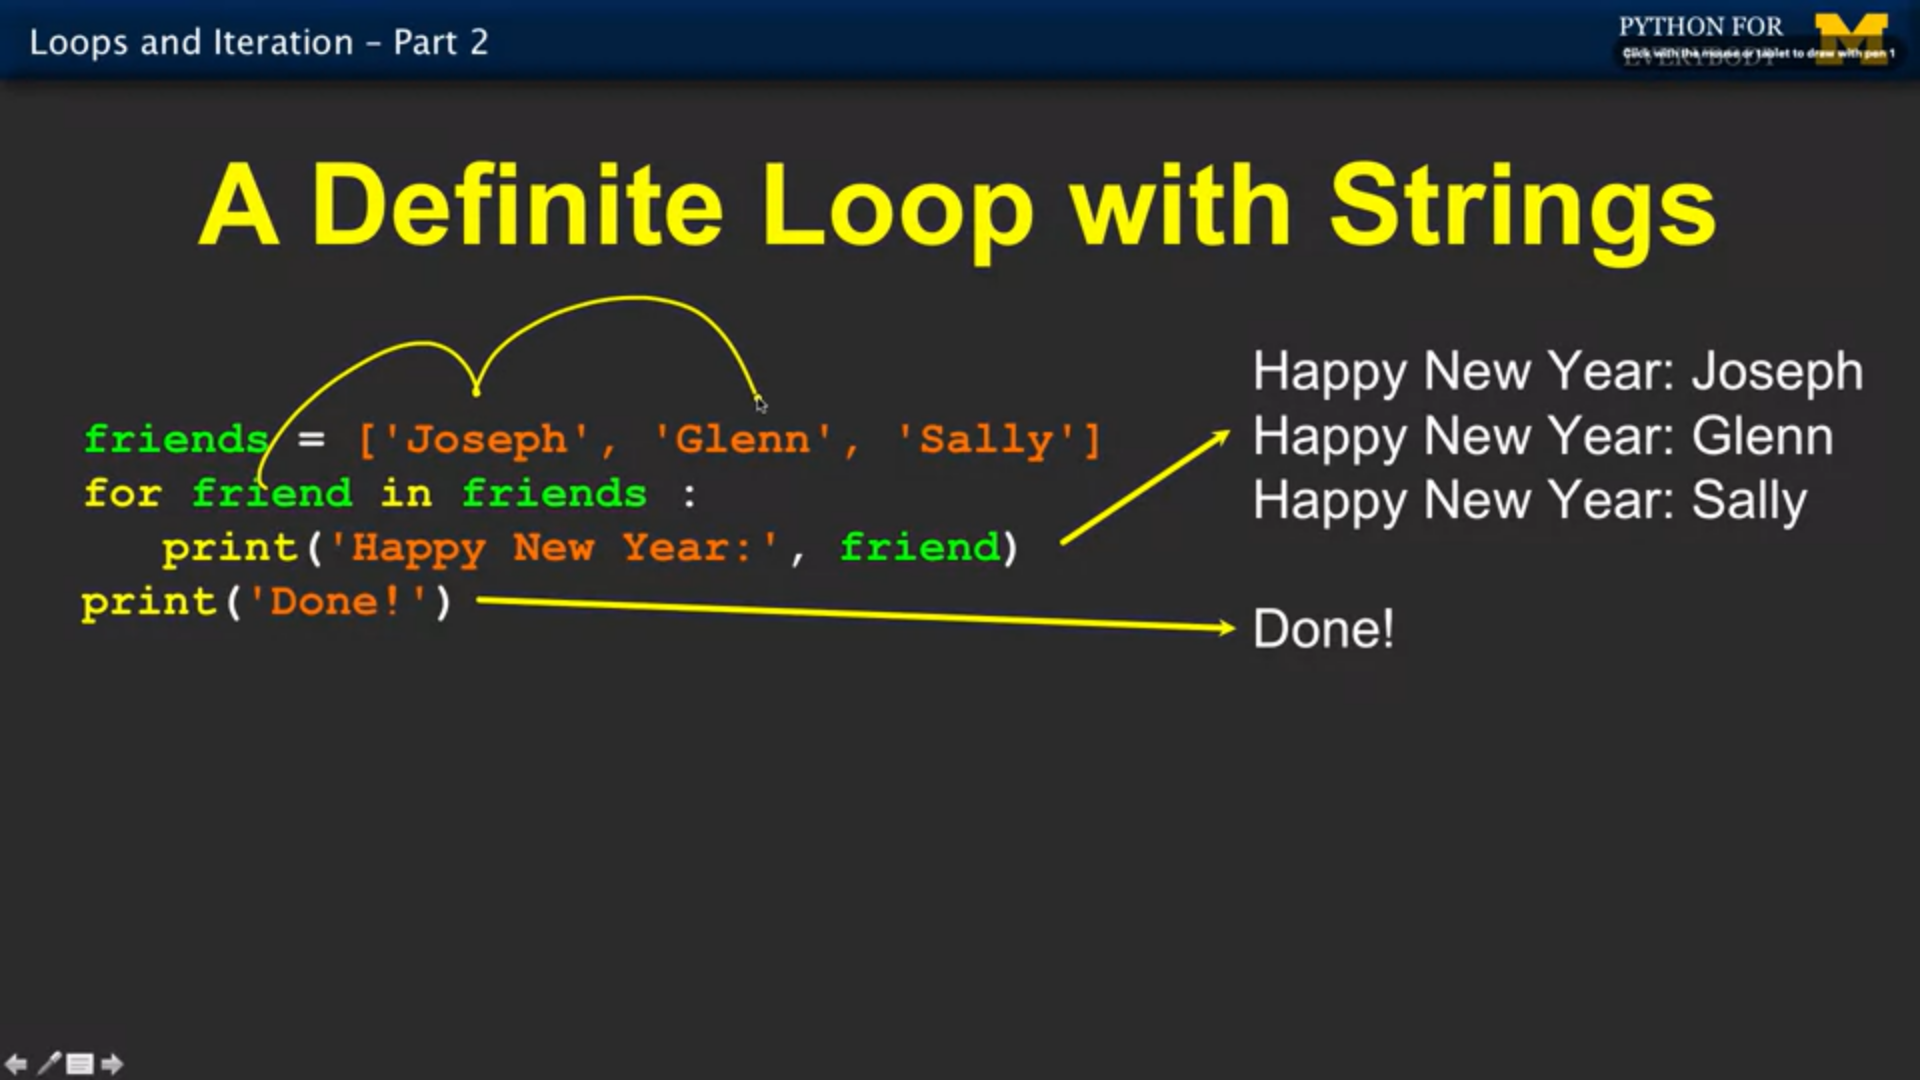 Loops and Iteration – Part 2
PYTHON FOR
EVERYBODY
Click with the mouse or tablet to draw with pen 1
A Definite Loop with Strings
friends = ['Joseph', 'Glenn', 'Sally']
for friend in friends :
print('Happy New Year:', friend)
print('Done!')
Happy New Year: Joseph
Happy New Year: Glenn
Happy New Year: Sally
Done!